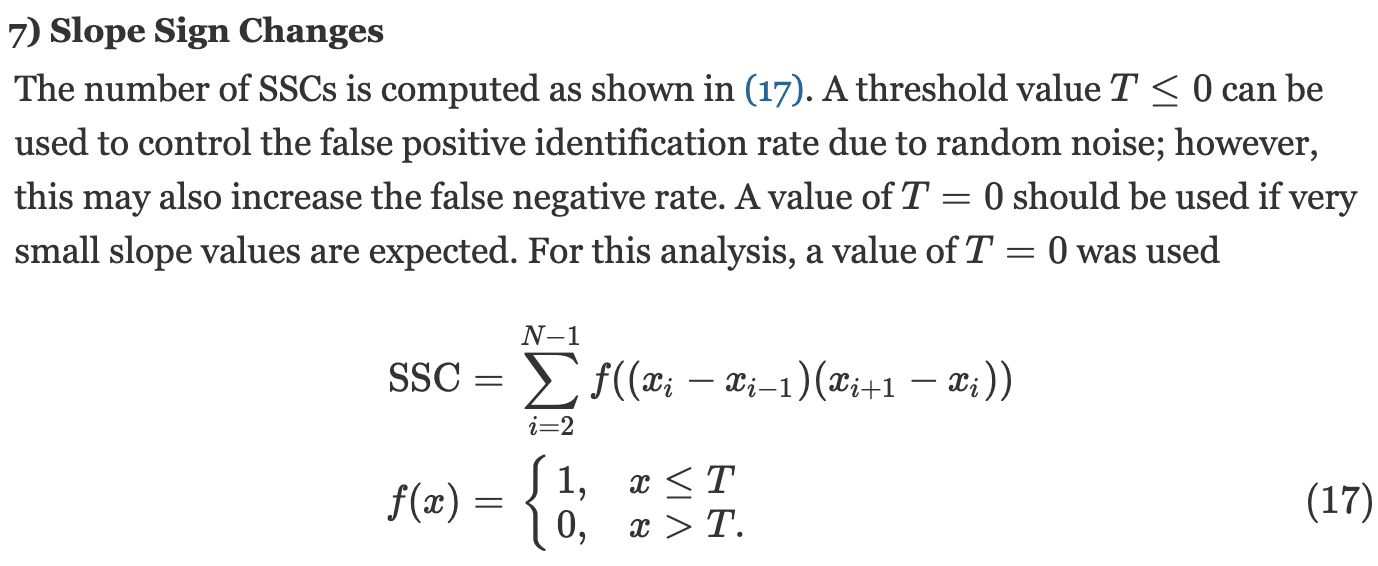 7) Slope Sign Changes
The number of SSCs is computed as shown in (17). A threshold value T ≤ 0 can be
used to control the false positive identification rate due to random noise; however,
this may also increase the false negative rate. A value of T = 0 should be used if very
small slope values are expected. For this analysis, a value of T = 0 was used
SSC = \sum_{i=2}^{N-1} f((x_i − x_{i−1})(x_{i+1} − x_i))
f(x) = \begin{cases} 1, & x ≤ T \\ 0, & x > T. \end{cases} (17)